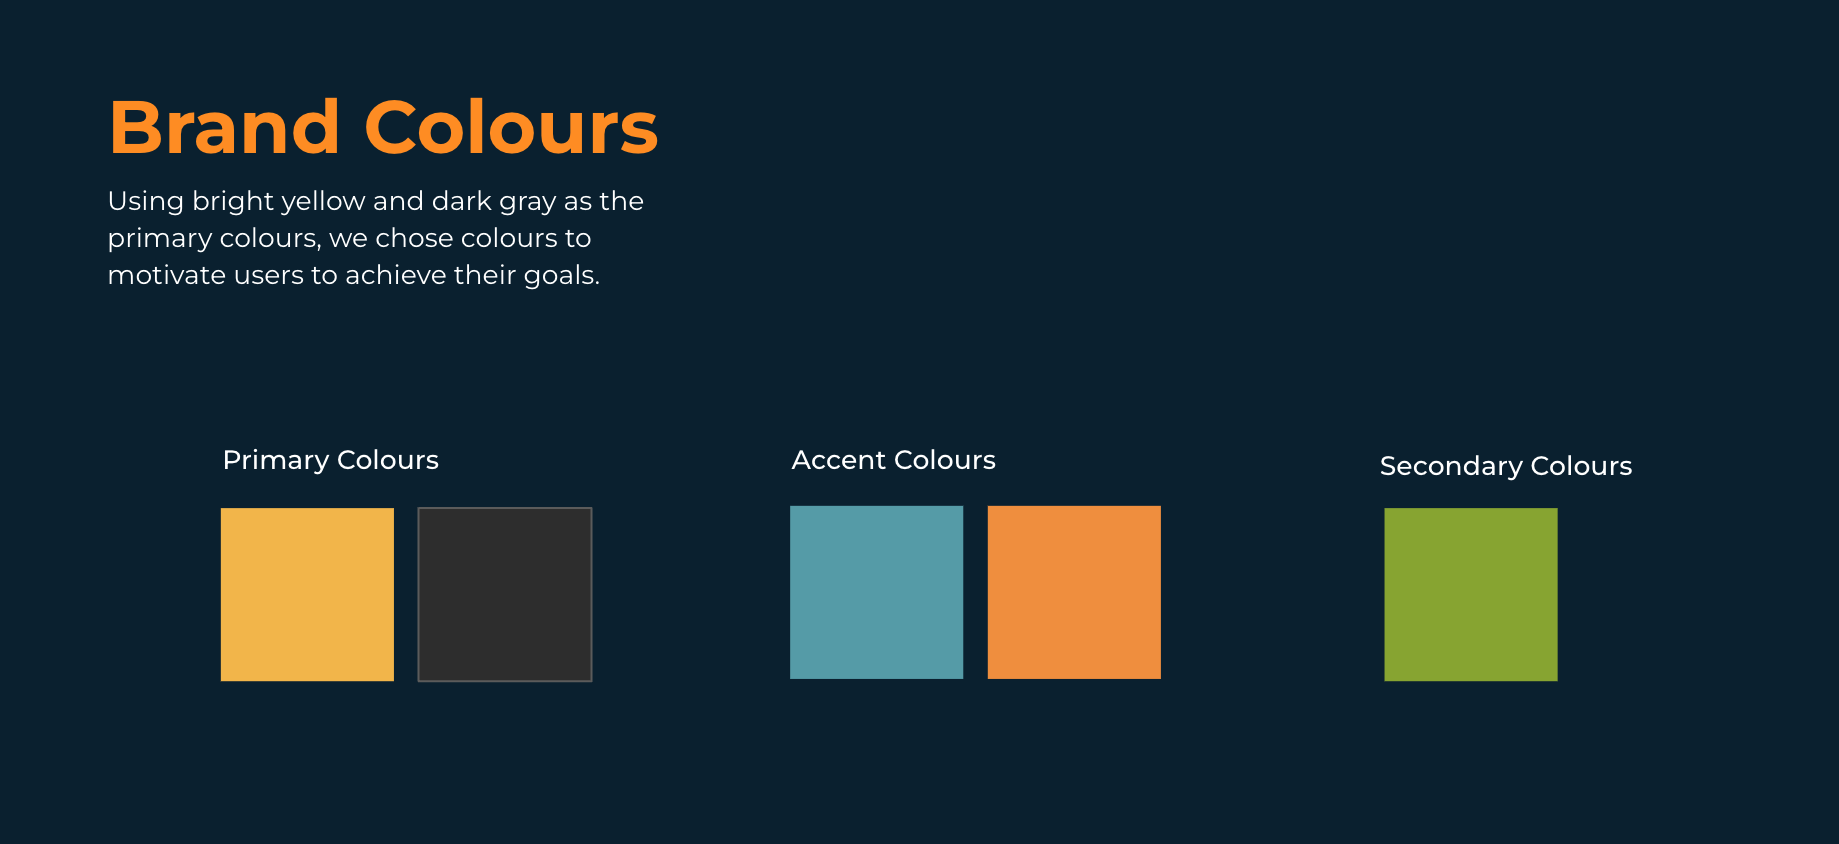 Brand Colours
Using bright yellow and dark gray as the
primary colours, we chose colours to
motivate users to achieve their goals.
Primary Colours
Accent Colours
Secondary Colours